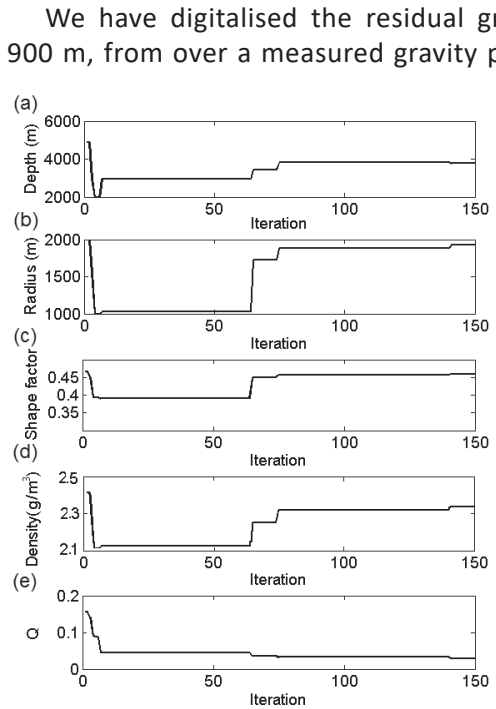 We have digitalised the residual gr
900 m, from over a measured gravity p
(a)
6000
4000
2000
Depth (m)
0 50 100 150
Iteration
(b)
2000
1500
1000
Radius (m)
0 50 100 150
Iteration
(c)
0.45
0.4
0.35
Shape factor
0 50 100 150
Iteration
(d)
2.5
2.3
2.1
Density(g/m³)
0 50 100 150
Iteration
(e)
0.2
0.1
0
Q
0 50 100 150
Iteration